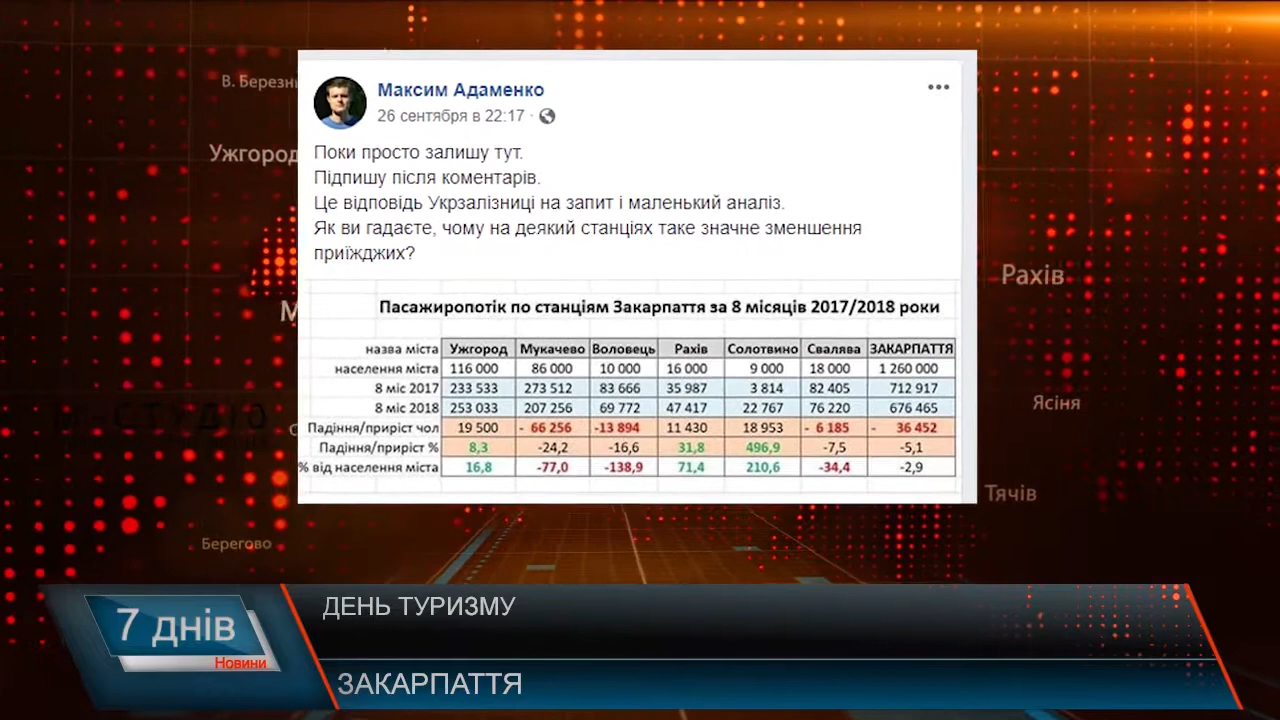 В. Березн
Ужгород
Рахів
Ясіня
Тячів
Берегово
Максим Адаменко
26 сентября в 22:17 ·
Поки просто залишу тут.
Підпишу після коментарів.
Це відповідь Укрзалізниці на запит і маленький аналіз.
Як ви гадаєте, чому на деякий станціях таке значне зменшення
приїжджих?
Пасажиропотік по станціям Закарпаття за 8 місяців 2017/2018 роки
назва міста Ужгород Мукачево Воловець Рахів Солотвино Свалява ЗАКАРПАТТЯ
населення міста 116 000 86 000 10 000 16 000 9 000 18 000 1 260 000
8 міс 2017 233 533 273 512 83 666 35 987 3 814 82 405 712 917
8 міс 2018 253 033 207 256 69 772 47 417 22 767 76 220 676 465
Падіння/приріст чол 19 500 - 66 256 -13 894 11 430 18 953 - 6 185 - 36 452
Падіння/приріст % 8,3 -24,2 -16,6 31,8 496,9 -7,5 -5,1
% від населення міста 16,8 -77,0 -138,9 71,4 210,6 -34,4 -2,9
7 днів
Новини
ДЕНЬ ТУРИЗМУ
ЗАКАРПАТТЯ